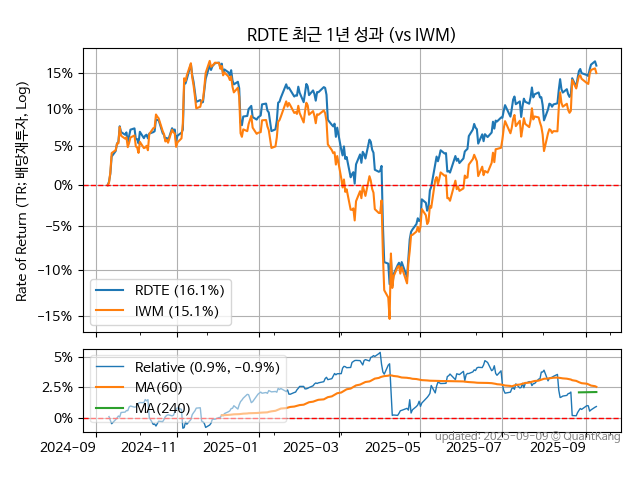 RDTE 최근 1년 성과 (vs IWM)
Rate of Return (TR: 배당재투자, Log)
15%
10%
5%
0%
−5%
−10%
−15%
RDTE (16.1%)
IWM (15.1%)
5%
2.5%
0%
Relative (0.9%, −0.9%)
MA(60)
MA(240)
2024-09 2024-11 2025-01 2025-03 2025-05 2025-07 2025-09
updated: 2025-09-09 © QuantKang